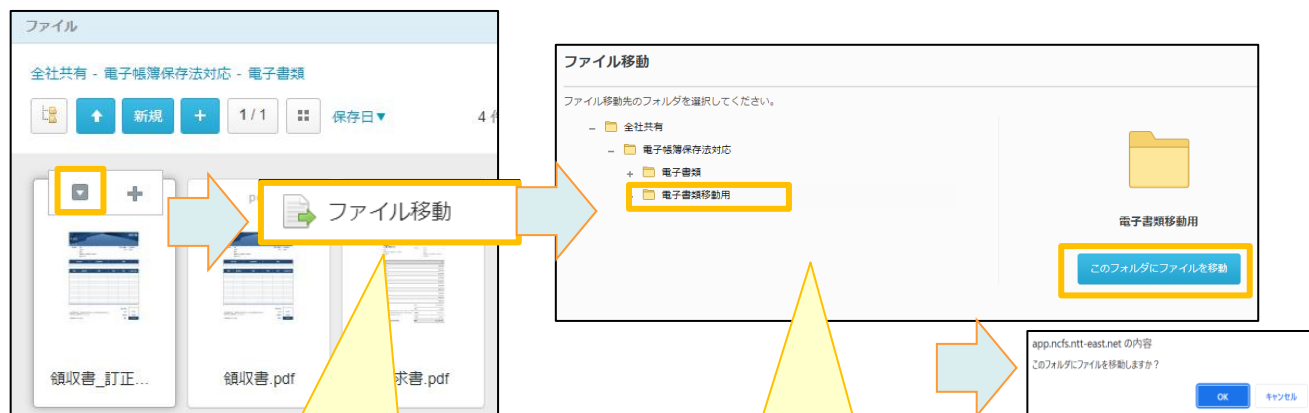 ファイル
全社共有 - 電子帳簿保存法対応 - 電子書類
新規
+
1/1
保存日▼
4
ファイル移動
領収書_訂正...
領収書.pdf
求書.pdf
ファイル移動
ファイル移動先のフォルダを選択してください。
全社共有
電子帳簿保存法対応
電子書類
電子書類移動用
電子書類移動用
このフォルダにファイルを移動
app.ncfs.ntt-east.net の内容
このフォルダにファイルを移動しますか？
OK キャンセル